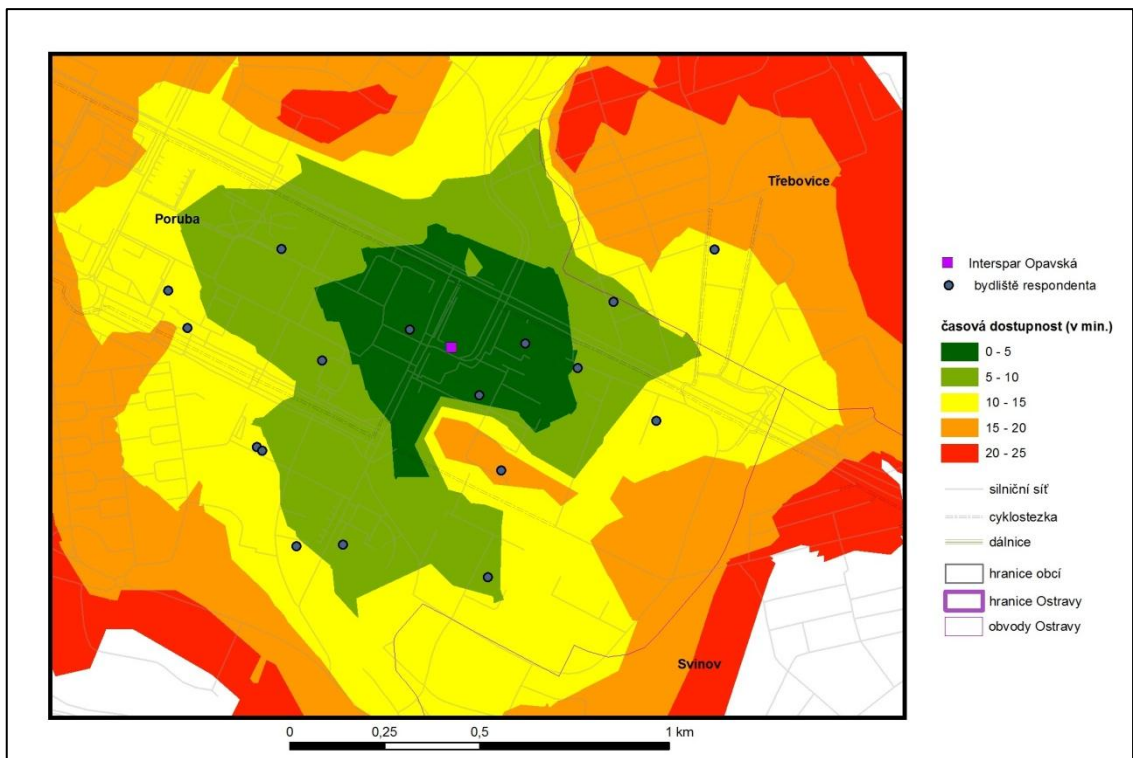 Třebovice
Poruba
Svinov
Interspar Opavská
bydliště respondenta
časová dostupnost (v min.)
0 - 5
5 - 10
10 - 15
15 - 20
20 - 25
silniční síť
cyklostezka
dálnice
hranice obcí
hranice Ostravy
obvody Ostravy
0 0,25 0,5 1 km